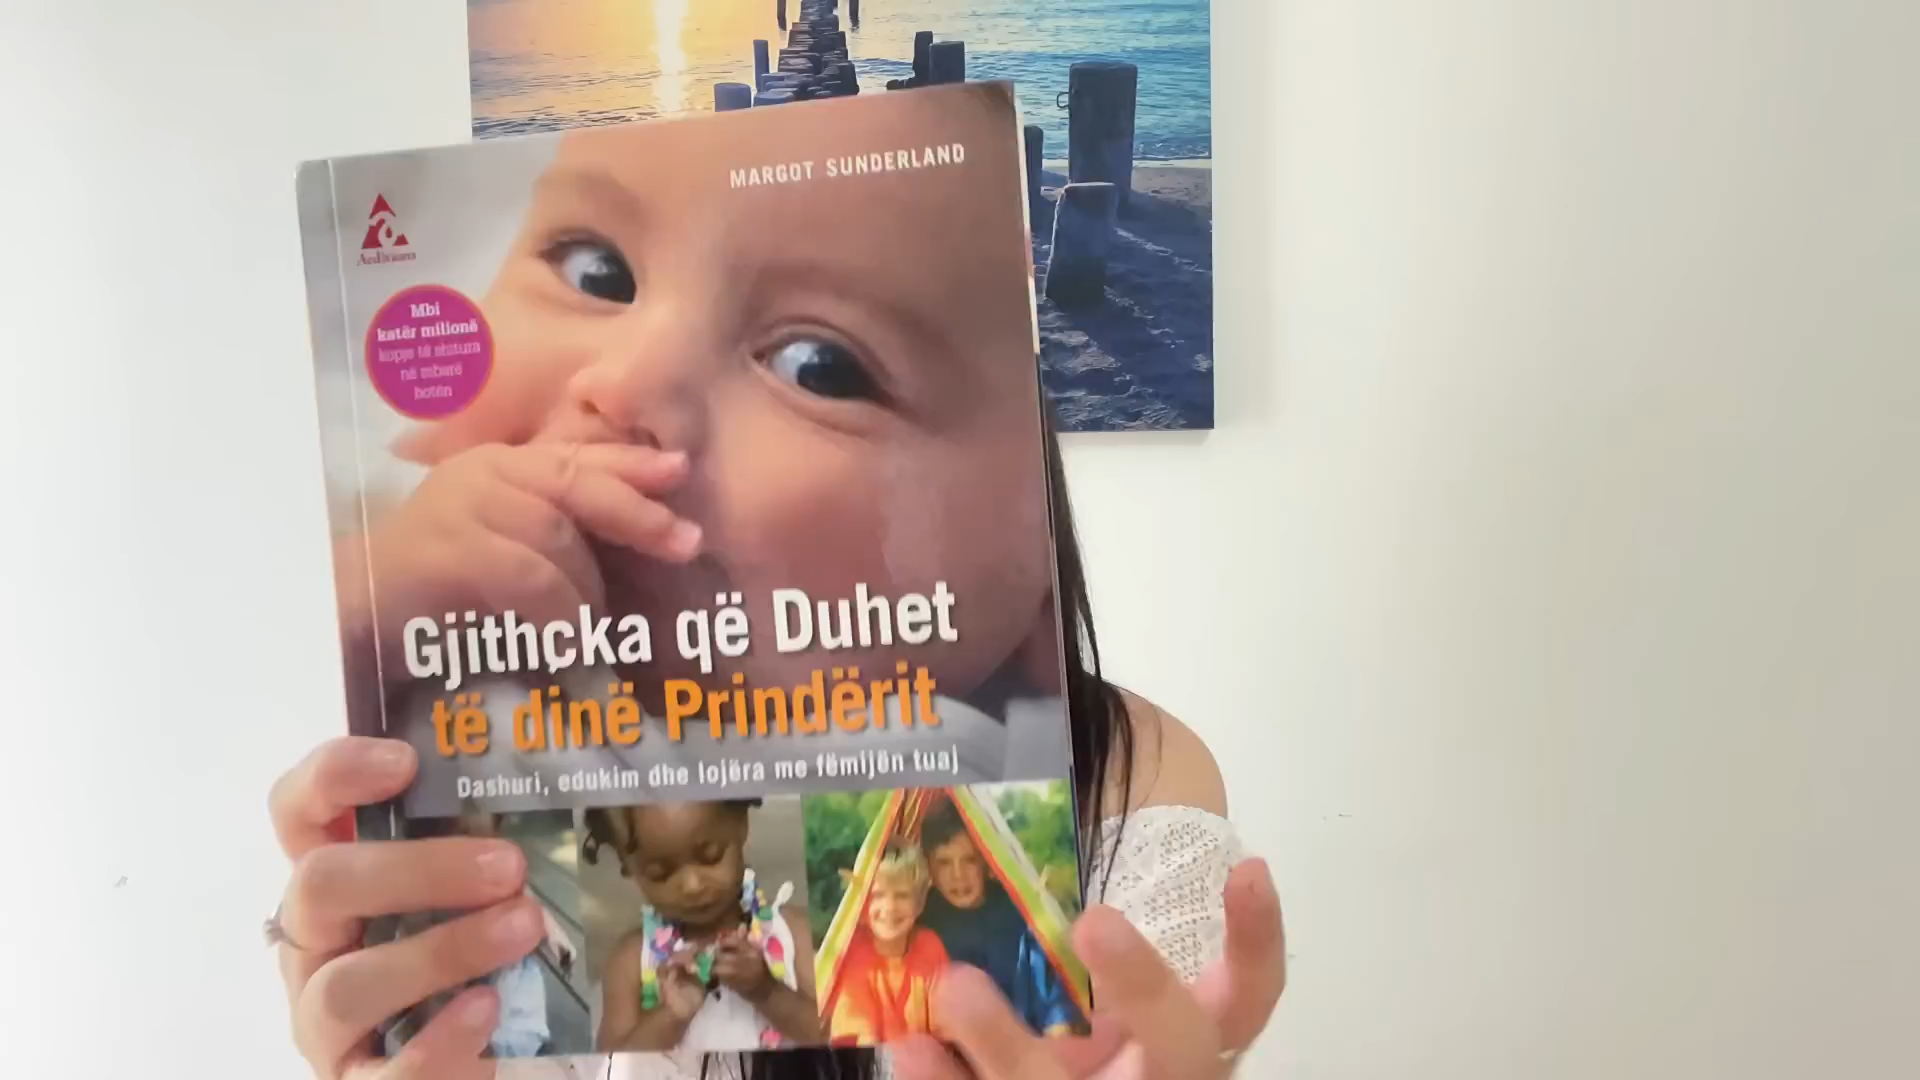 MARGOT SUNDERLAND
Mbi
katër milionë
kopje të shitura
në mbarë
botën
Gjithçka që Duhet
të dinë Prindërit
Dashuri, edukim dhe lojëra me fëmijën tuaj